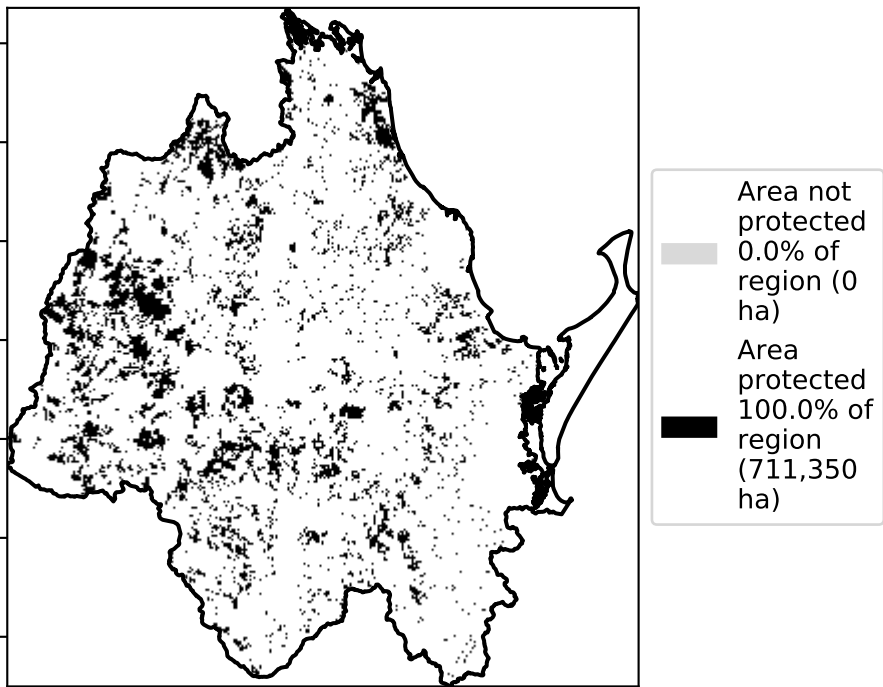 Area not
protected
0.0% of
region (0
ha)
Area
protected
100.0% of
region
(711,350
ha)